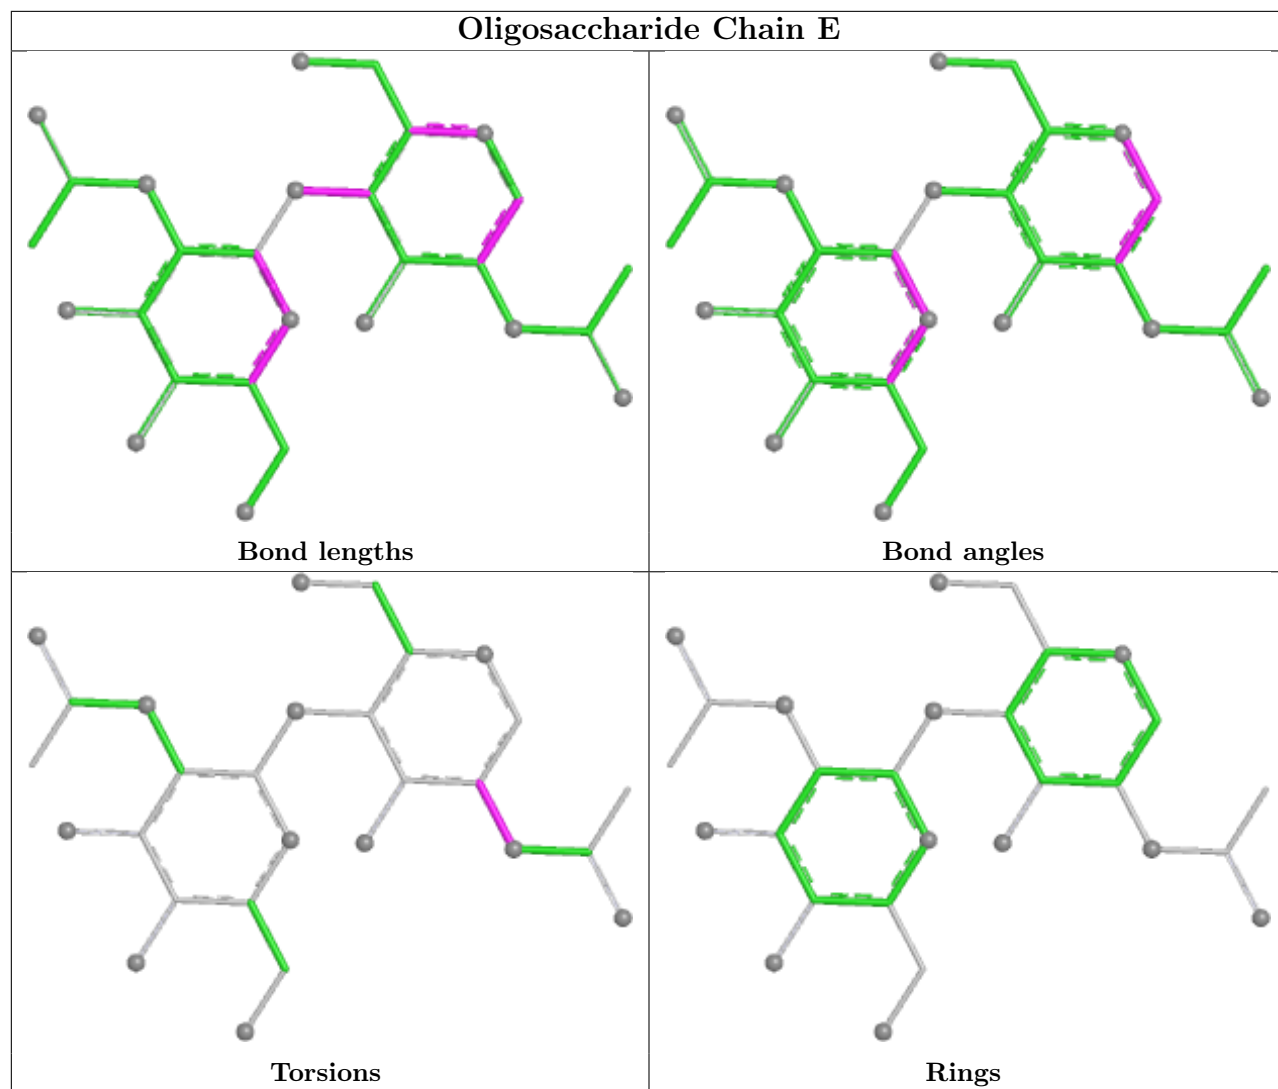 Oligosaccharide Chain E
Bond lengths
Bond angles
Torsions
Rings